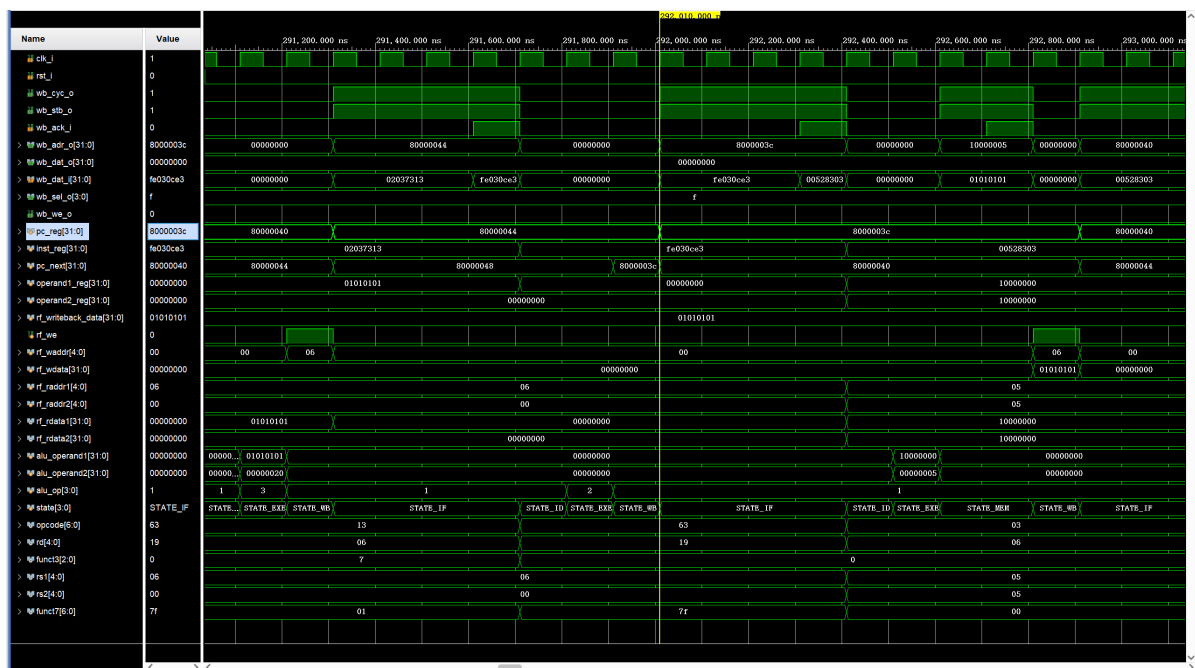 292,010.000 n
Name Value 291,200.000 ns 291,400.000 ns 291,600.000 ns 291,800.000 ns 292,000.000 ns 292,200.000 ns 292,400.000 ns 292,600.000 ns 292,800.000 ns 293,000.000 ns
clk_i 1
rst_i 0
wb_cyc_o 1
wb_stb_o 1
wb_ack_i 0
wb_adr_o[31:0] 8000003c 00000000 80000044 00000000 8000003c 00000000 10000005 00000000 80000040
wb_dat_o[31:0] 00000000 00000000
wb_dat_i[31:0] fe030ce3 00000000 02037313 fe030ce3 00000000 fe030ce3 00528303 00000000 01010101 00000000 00528303
wb_sel_o[3:0] f f
wb_we_o 0
pc_reg[31:0] 8000003c 80000040 80000044 8000003c 80000040
inst_reg[31:0] fe030ce3 02037313 fe030ce3 00528303
pc_next[31:0] 80000040 80000044 80000048 8000003c 80000040 80000044
operand1_reg[31:0] 00000000 01010101 00000000 10000000
operand2_reg[31:0] 00000000 00000000 10000000
rf_writeback_data[31:0] 01010101 01010101
rf_we 0
rf_waddr[4:0] 00 00 06 00 06 00
rf_wdata[31:0] 00000000 00000000 01010101 00000000
rf_raddr1[4:0] 06 06 05
rf_raddr2[4:0] 00 00 05
rf_rdata1[31:0] 00000000 01010101 00000000 10000000
rf_rdata2[31:0] 00000000 00000000 10000000
alu_operand1[31:0] 00000000 00000... 01010101 00000000 10000000 00000000
alu_operand2[31:0] 00000000 00000... 00000020 00000000 00000005 00000000
alu_op[3:0] 1 1 3 1 2 1
state[3:0] STATE_IF STATE... STATE_EXE STATE_WB STATE_IF STATE_ID STATE_EXE STATE_WB STATE_IF STATE_ID STATE_EXE STATE_MEM STATE_WB STATE_IF
opcode[6:0] 63 13 63 03
rd[4:0] 19 06 19 06
funct3[2:0] 0 7 0
rs1[4:0] 06 06 05
rs2[4:0] 00 00 05
funct7[6:0] 7f 01 7f 00